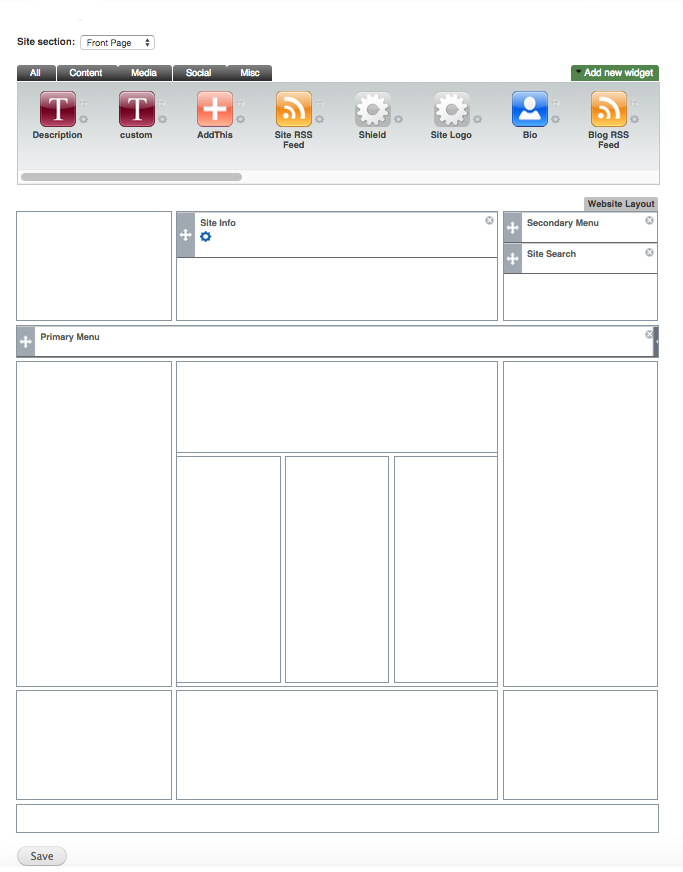 Site section: Front Page
All Content Media Social Misc Add new widget
Description custom AddThis Site RSS Shield Site Logo Bio Blog RSS
Feed Feed
Website Layout
Site Info Secondary Menu
Site Search
Primary Menu
Save